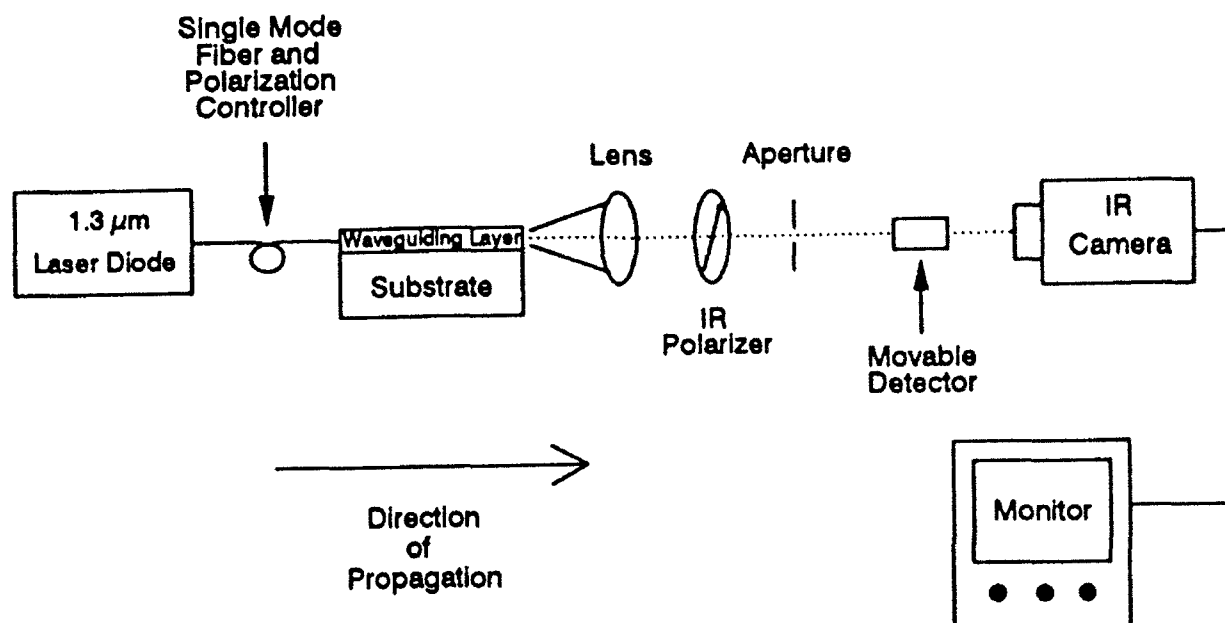 Single Mode
Fiber and
Polarization
Controller
Lens
Aperture
1.3 μm
Laser Diode
Waveguiding Layer
Substrate
IR
Camera
IR
Polarizer
Movable
Detector
Direction
of
Propagation
Monitor